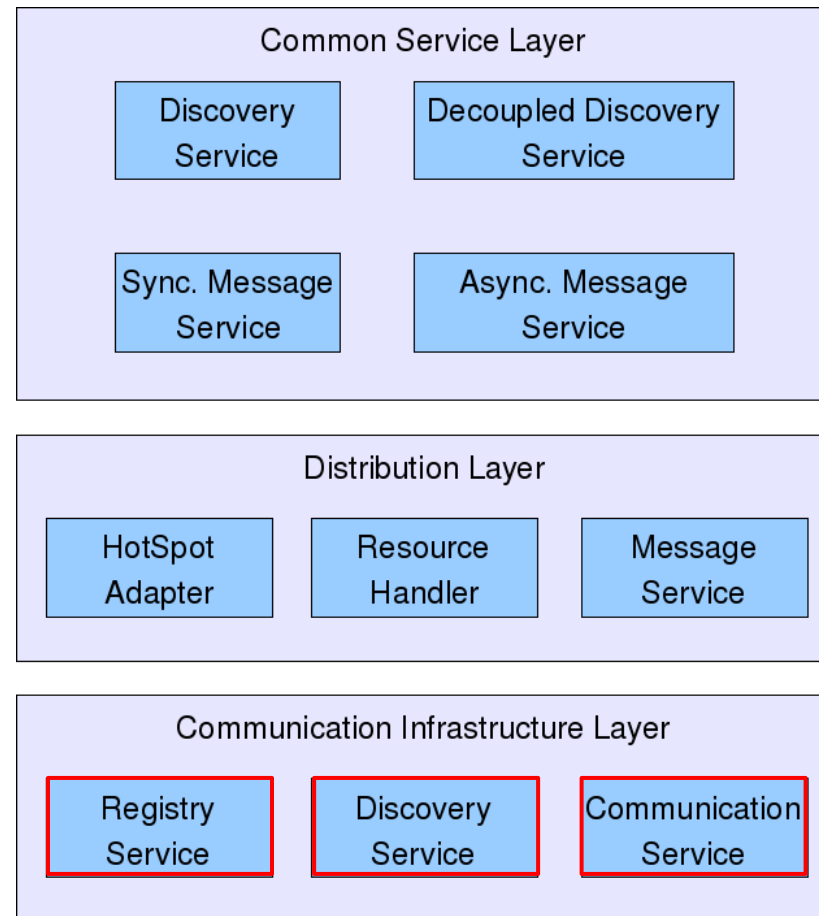 Common Service Layer
Discovery
Service
Decoupled Discovery
Service
Sync. Message
Service
Async. Message
Service
Distribution Layer
HotSpot
Adapter
Resource
Handler
Message
Service
Communication Infrastructure Layer
Registry
Service
Discovery
Service
Communication
Service